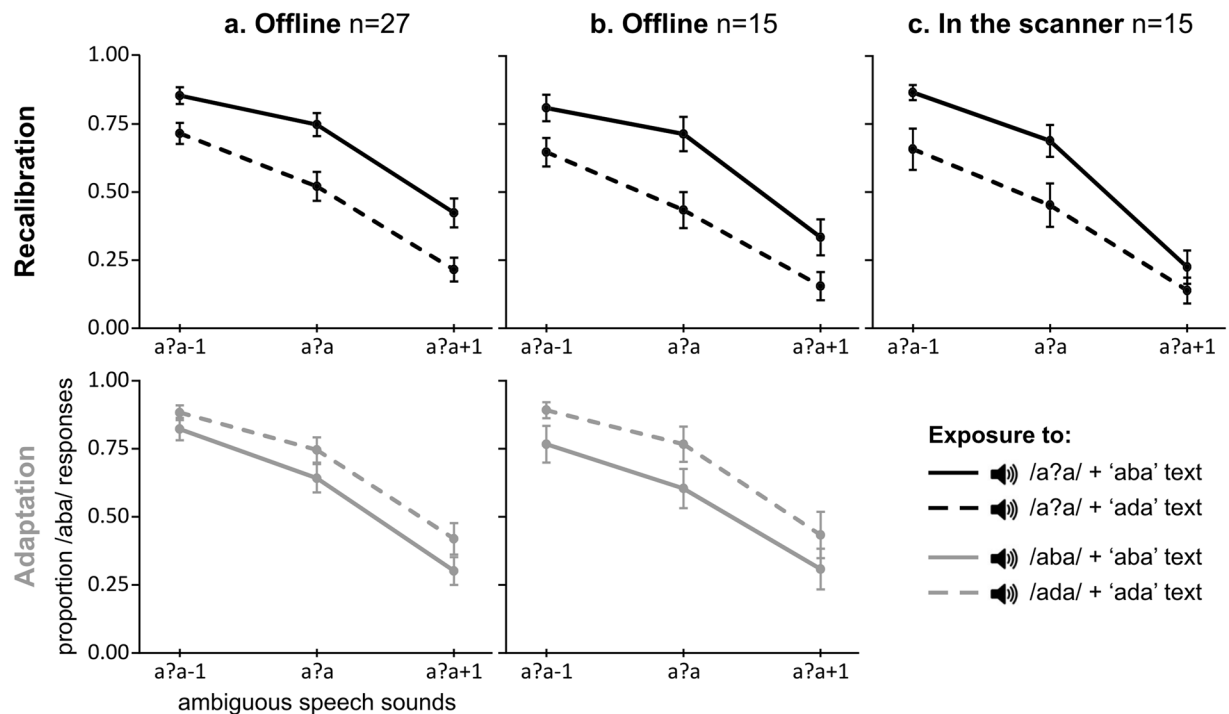 a. Offline n=27
b. Offline n=15
c. In the scanner n=15
Recalibration
1.00
0.75
0.50
0.25
0.00
a?a-1
a?a
a?a+1
a?a-1
a?a
a?a+1
a?a-1
a?a
a?a+1
Adaptation
proportion /aba/ responses
1.00
0.75
0.50
0.25
0.00
a?a-1
a?a
a?a+1
a?a-1
a?a
a?a+1
ambiguous speech sounds
Exposure to:
/a?a/ + ‘aba’ text
/a?a/ + ‘ada’ text
/aba/ + ‘aba’ text
/ada/ + ‘ada’ text